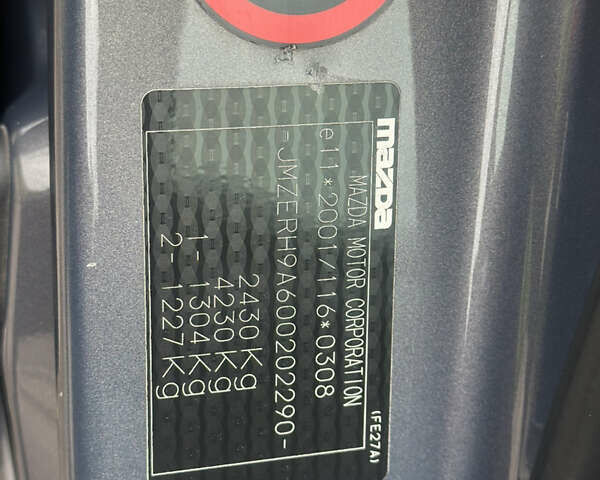 mazda
MAZDA MOTOR CORPORATION
e11*2001/116*0308
-JMZERH9A600202290-
2430 Kg
4230 Kg
1- 1304 Kg
2- 1227 Kg
(FE27A)